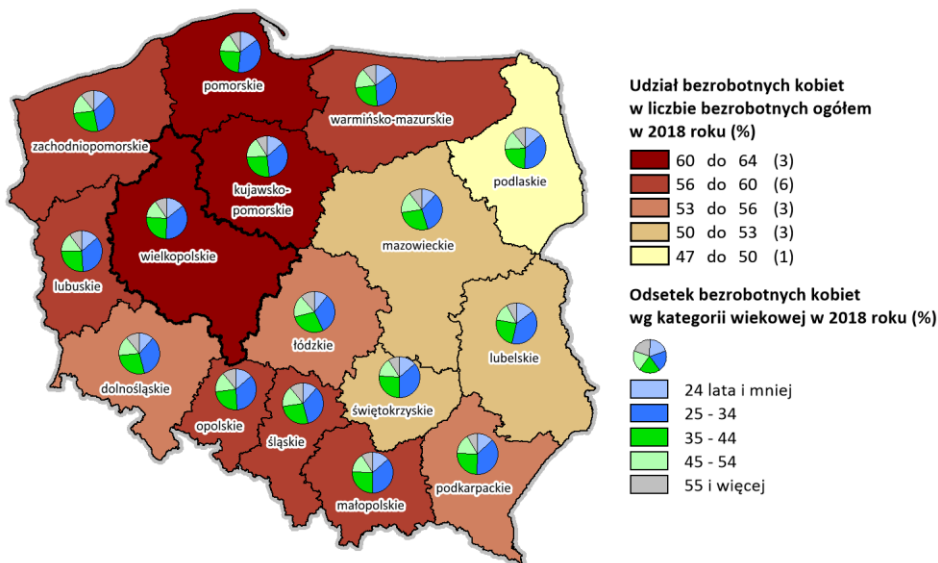 pomorskie
warmińsko-mazurskie
zachodniopomorskie
podlaskie
kujawsko-
pomorskie
mazowieckie
wielkopolskie
lubuskie
łódzkie
lubelskie
dolnośląskie
świętokrzyskie
opolskie
śląskie
podkarpackie
małopolskie
Udział bezrobotnych kobiet
w liczbie bezrobotnych ogółem
w 2018 roku (%)
60 do 64 (3)
56 do 60 (6)
53 do 56 (3)
50 do 53 (3)
47 do 50 (1)
Odsetek bezrobotnych kobiet
wg kategorii wiekowej w 2018 roku (%)
24 lata i mniej
25 - 34
35 - 44
45 - 54
55 i więcej